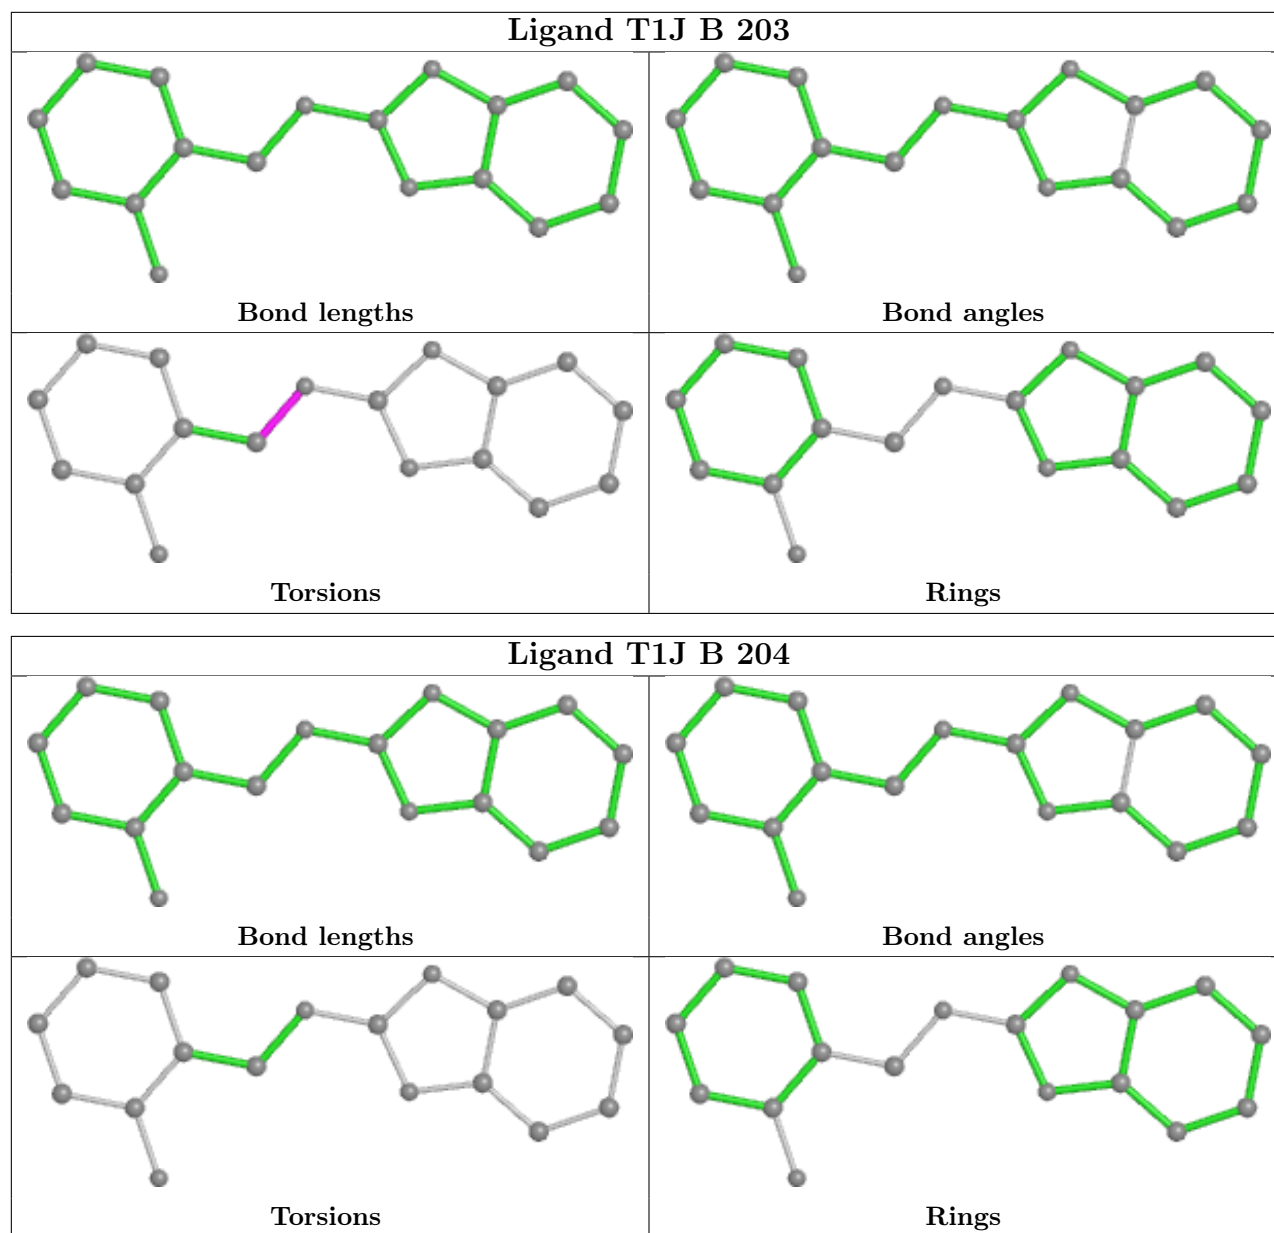 Ligand T1J B 203
Bond lengths
Bond angles
Torsions
Rings
Ligand T1J B 204
Bond lengths
Bond angles
Torsions
Rings